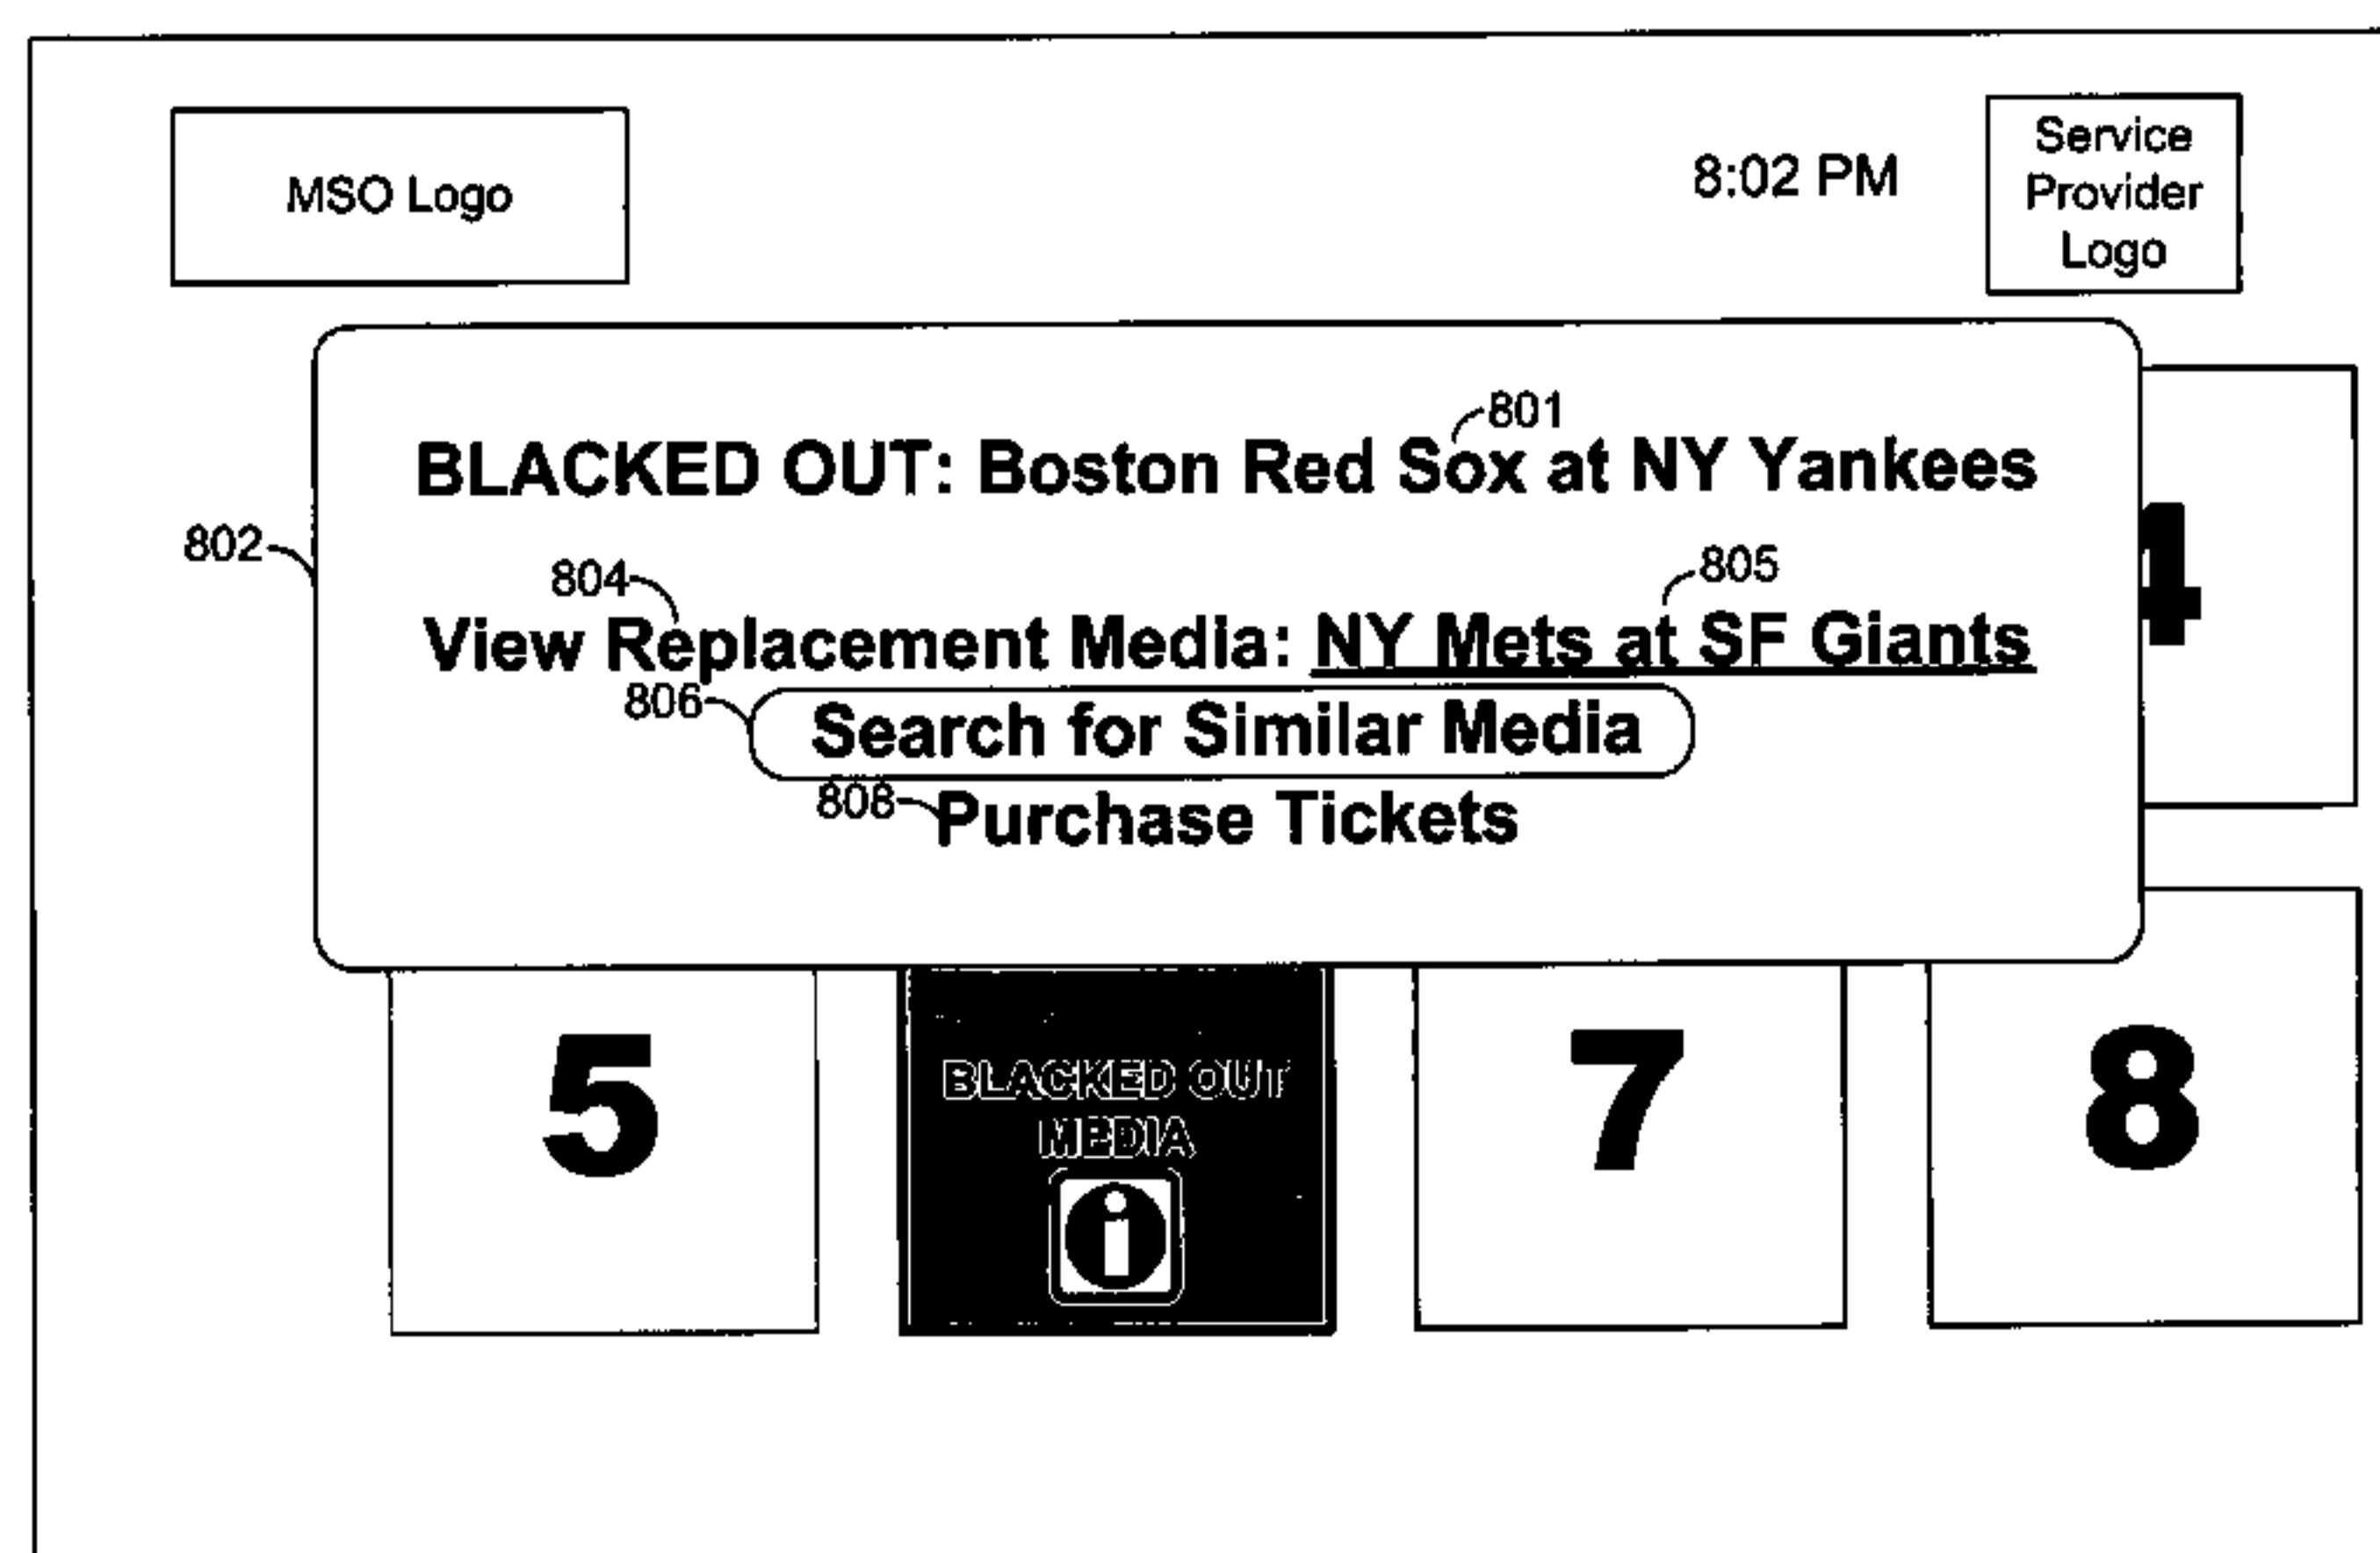 MSO Logo
8:02 PM
Service
Provider
Logo
801
BLACKED OUT: Boston Red Sox at NY Yankees
802
804
805
View Replacement Media: NY Mets at SF Giants
806
Search for Similar Media
808
Purchase Tickets
4
5
BLACKED OUT
MEDIA
i
7
8